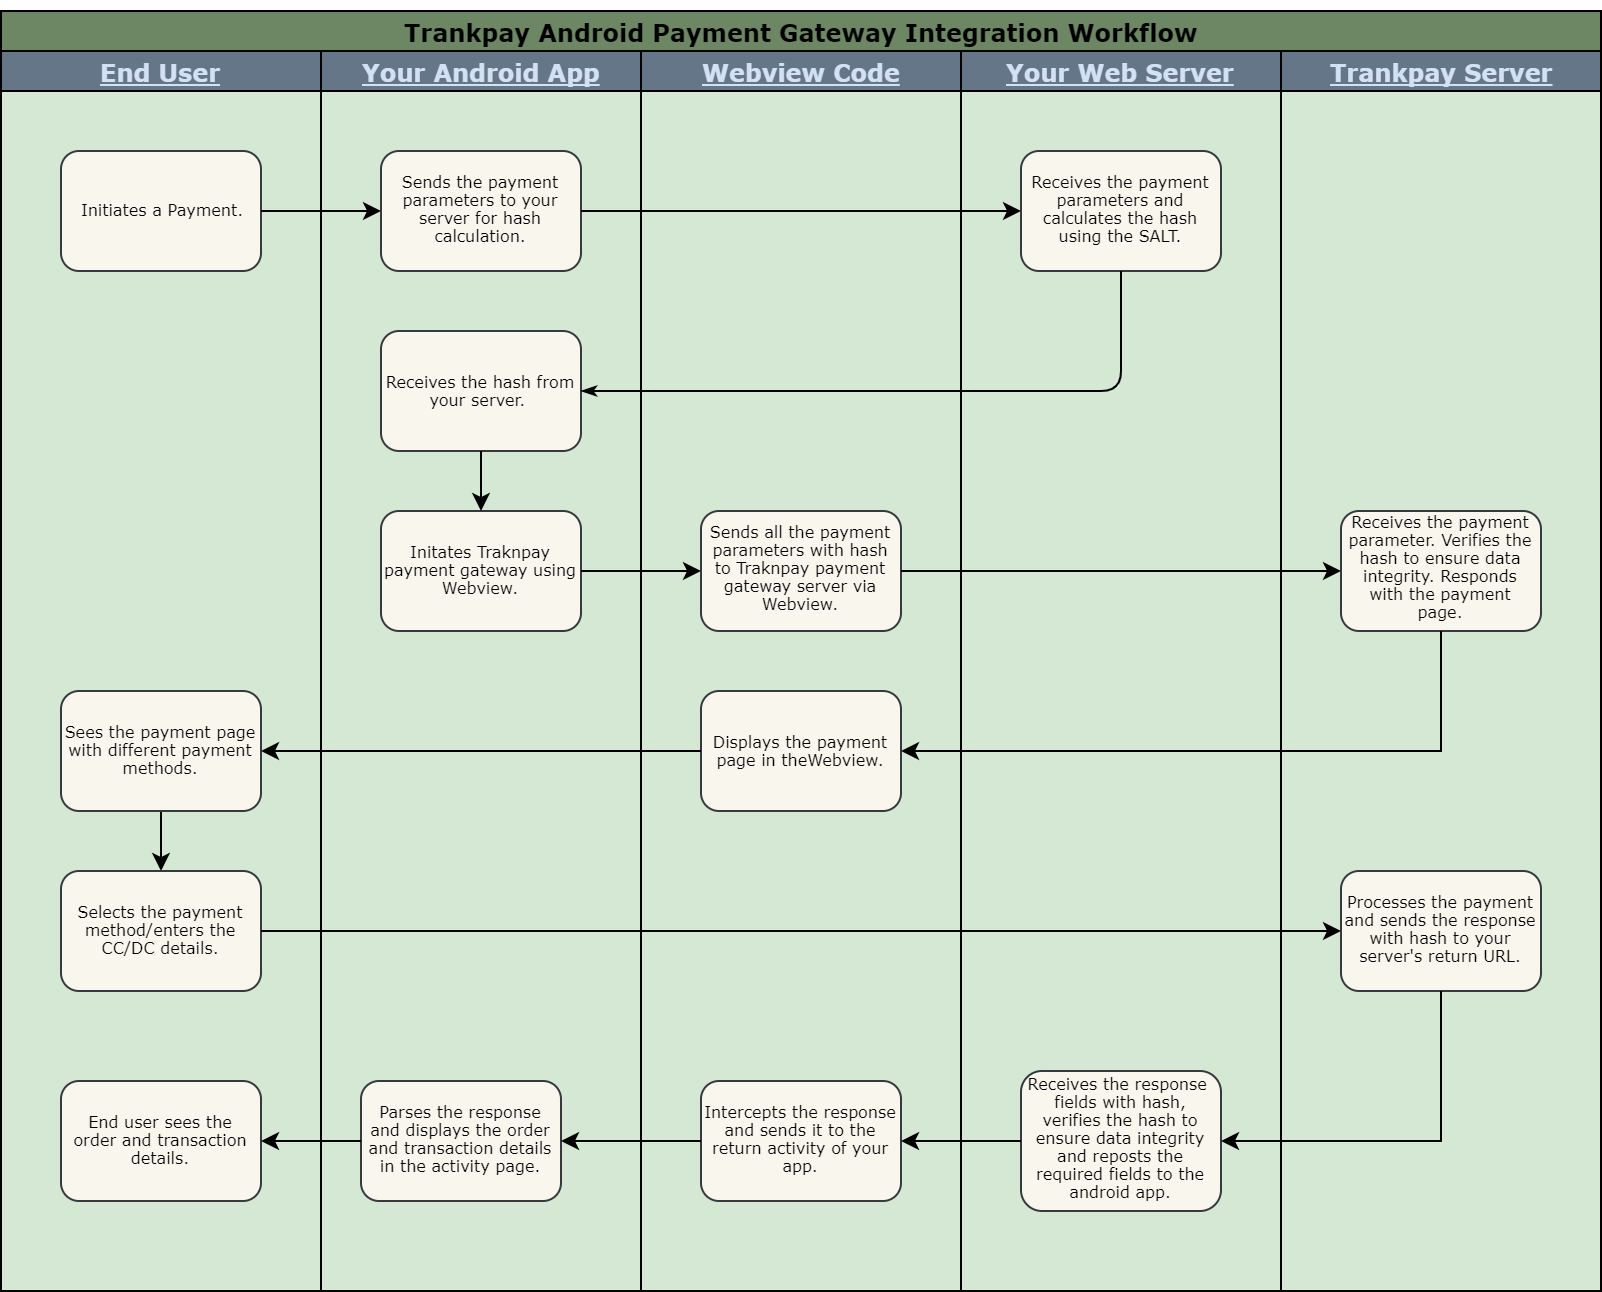 Trankpay Android Payment Gateway Integration Workflow
End User
Your Android App
Webview Code
Your Web Server
Trankpay Server
Initiates a Payment.
Sends the payment
parameters to your
server for hash
calculation.
Receives the payment
parameters and
calculates the hash
using the SALT.
Receives the hash from
your server.
Initates Traknpay
payment gateway using
Webview.
Sends all the payment
parameters with hash
to Traknpay payment
gateway server via
Webview.
Receives the payment
parameter. Verifies the
hash to ensure data
integrity. Responds
with the payment
page.
Displays the payment
page in theWebview.
Sees the payment page
with different payment
methods.
Selects the payment
method/enters the
CC/DC details.
Processes the payment
and sends the response
with hash to your
server's return URL.
Receives the response
fields with hash,
verifies the hash to
ensure data integrity
and reposts the
required fields to the
android app.
Intercepts the response
and sends it to the
return activity of your
app.
Parses the response
and displays the order
and transaction details
in the activity page.
End user sees the
order and transaction
details.